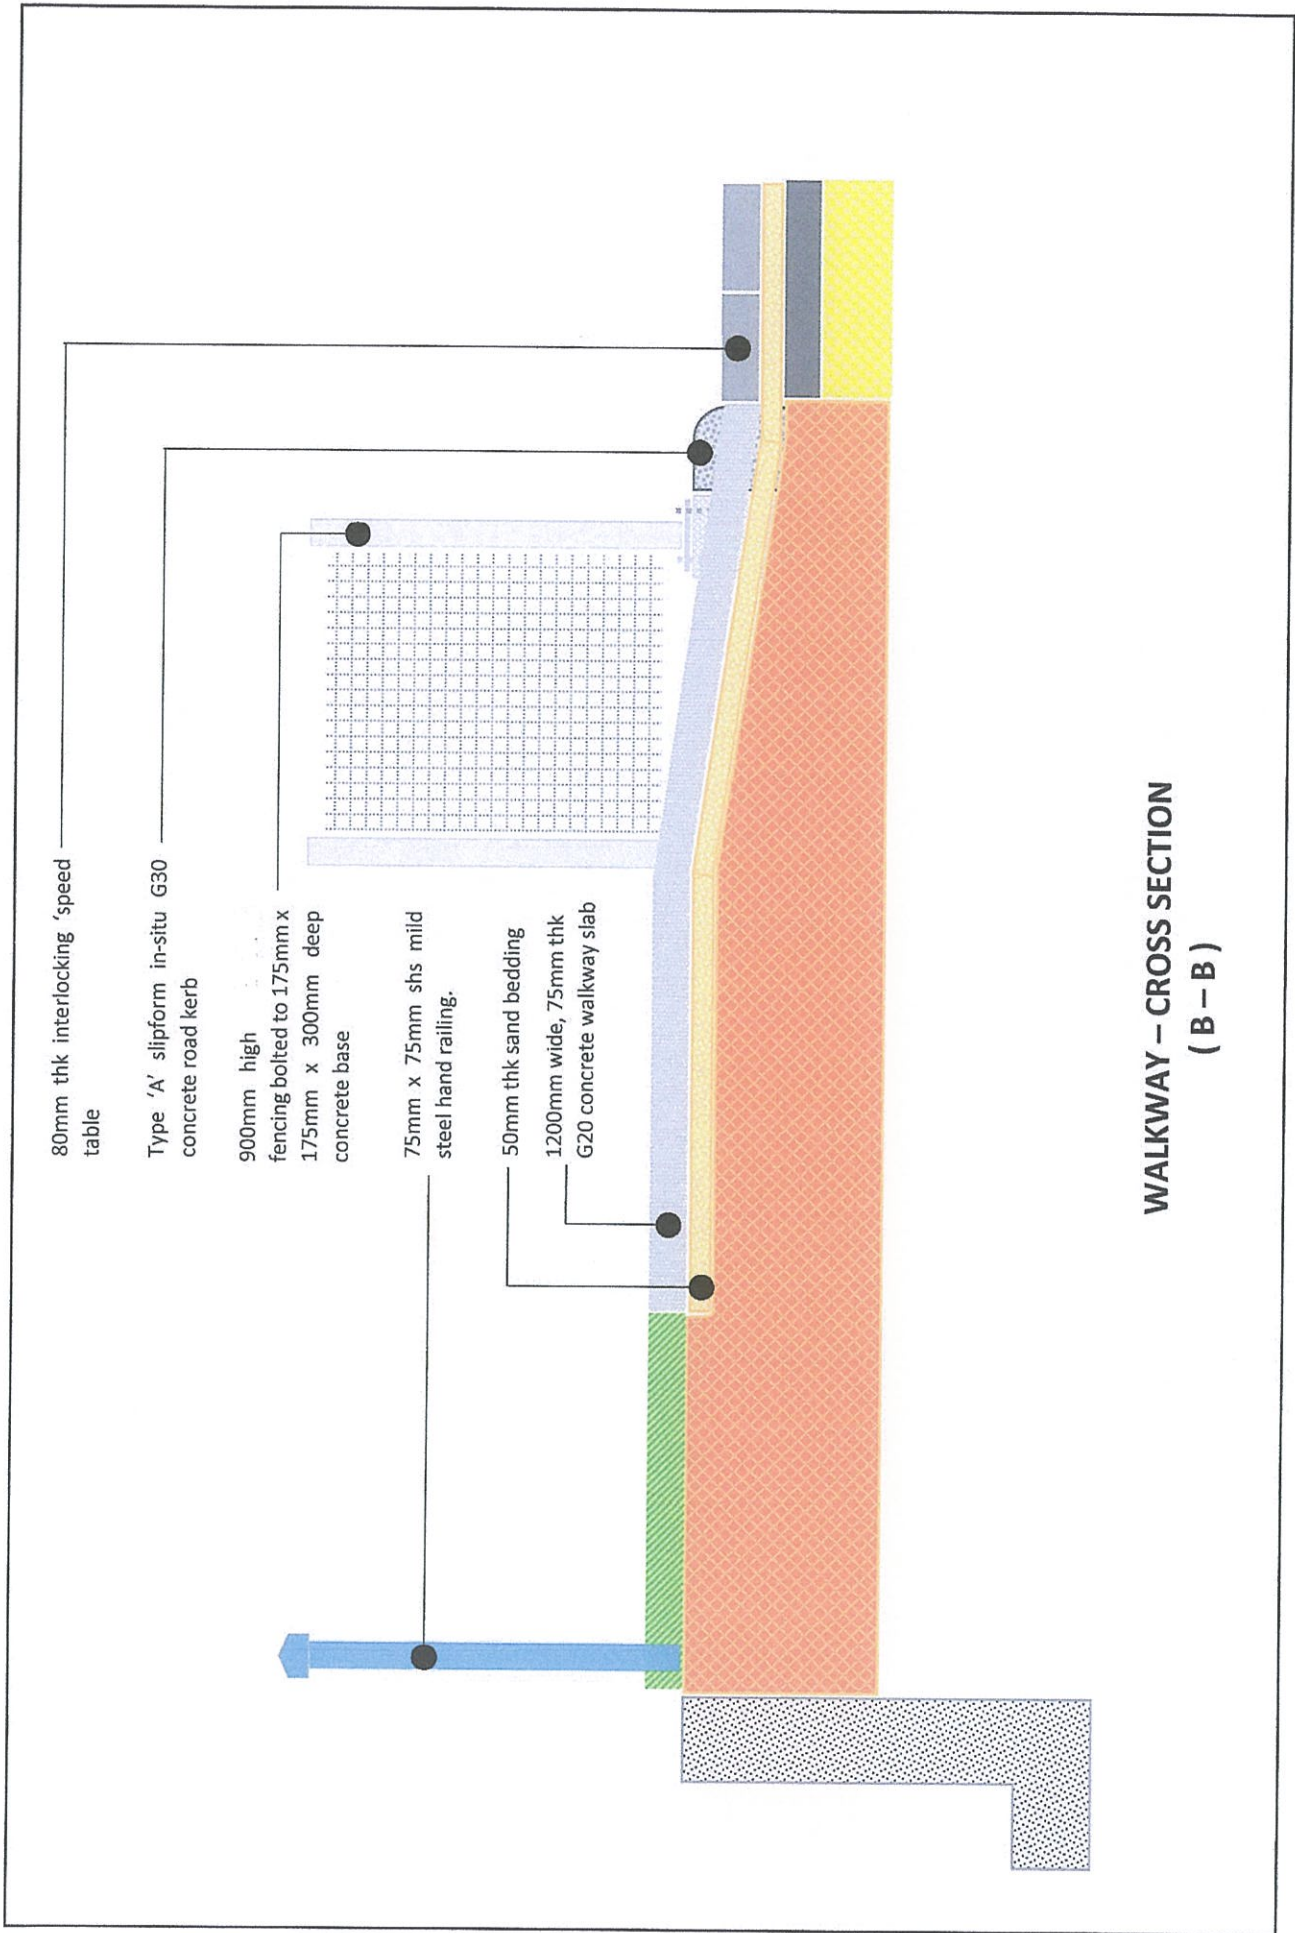 80mm thk interlocking ‘speed
table
Type ‘A’ slipform in-situ G30
concrete road kerb
900mm high
fencing bolted to 175mm x
175mm x 300mm deep
concrete base
75mm x 75mm shs mild
steel hand railing.
50mm thk sand bedding
1200mm wide, 75mm thk
G20 concrete walkway slab
WALKWAY – CROSS SECTION
( B – B )